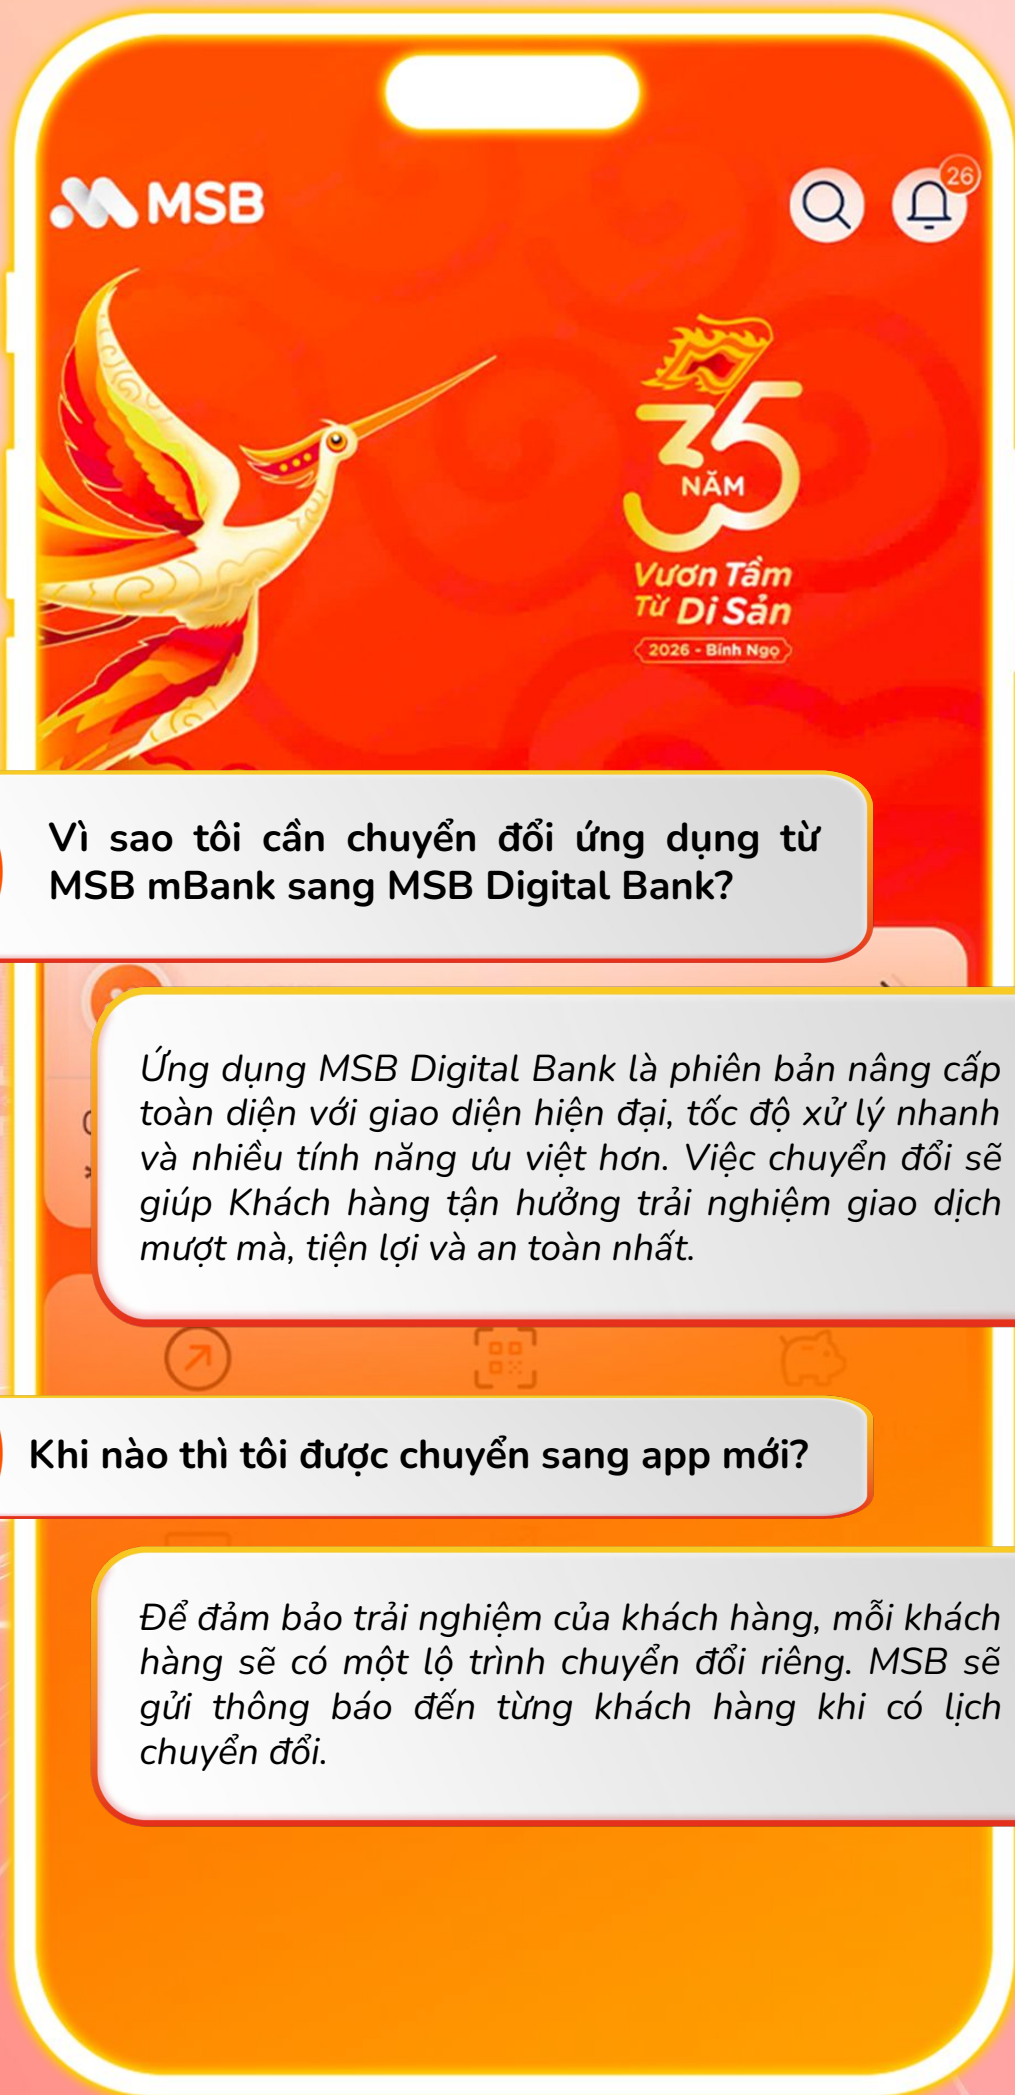 MSB
26
35
NĂM
Vươn Tầm
Từ Di Sản
2026 - Bính Ngọ
Vì sao tôi cần chuyển đổi ứng dụng từ
MSB mBank sang MSB Digital Bank?
Ứng dụng MSB Digital Bank là phiên bản nâng cấp
toàn diện với giao diện hiện đại, tốc độ xử lý nhanh
và nhiều tính năng ưu việt hơn. Việc chuyển đổi sẽ
giúp Khách hàng tận hưởng trải nghiệm giao dịch
mượt mà, tiện lợi và an toàn nhất.
Khi nào thì tôi được chuyển sang app mới?
Để đảm bảo trải nghiệm của khách hàng, mỗi khách
hàng sẽ có một lộ trình chuyển đổi riêng. MSB sẽ
gửi thông báo đến từng khách hàng khi có lịch
chuyển đổi.